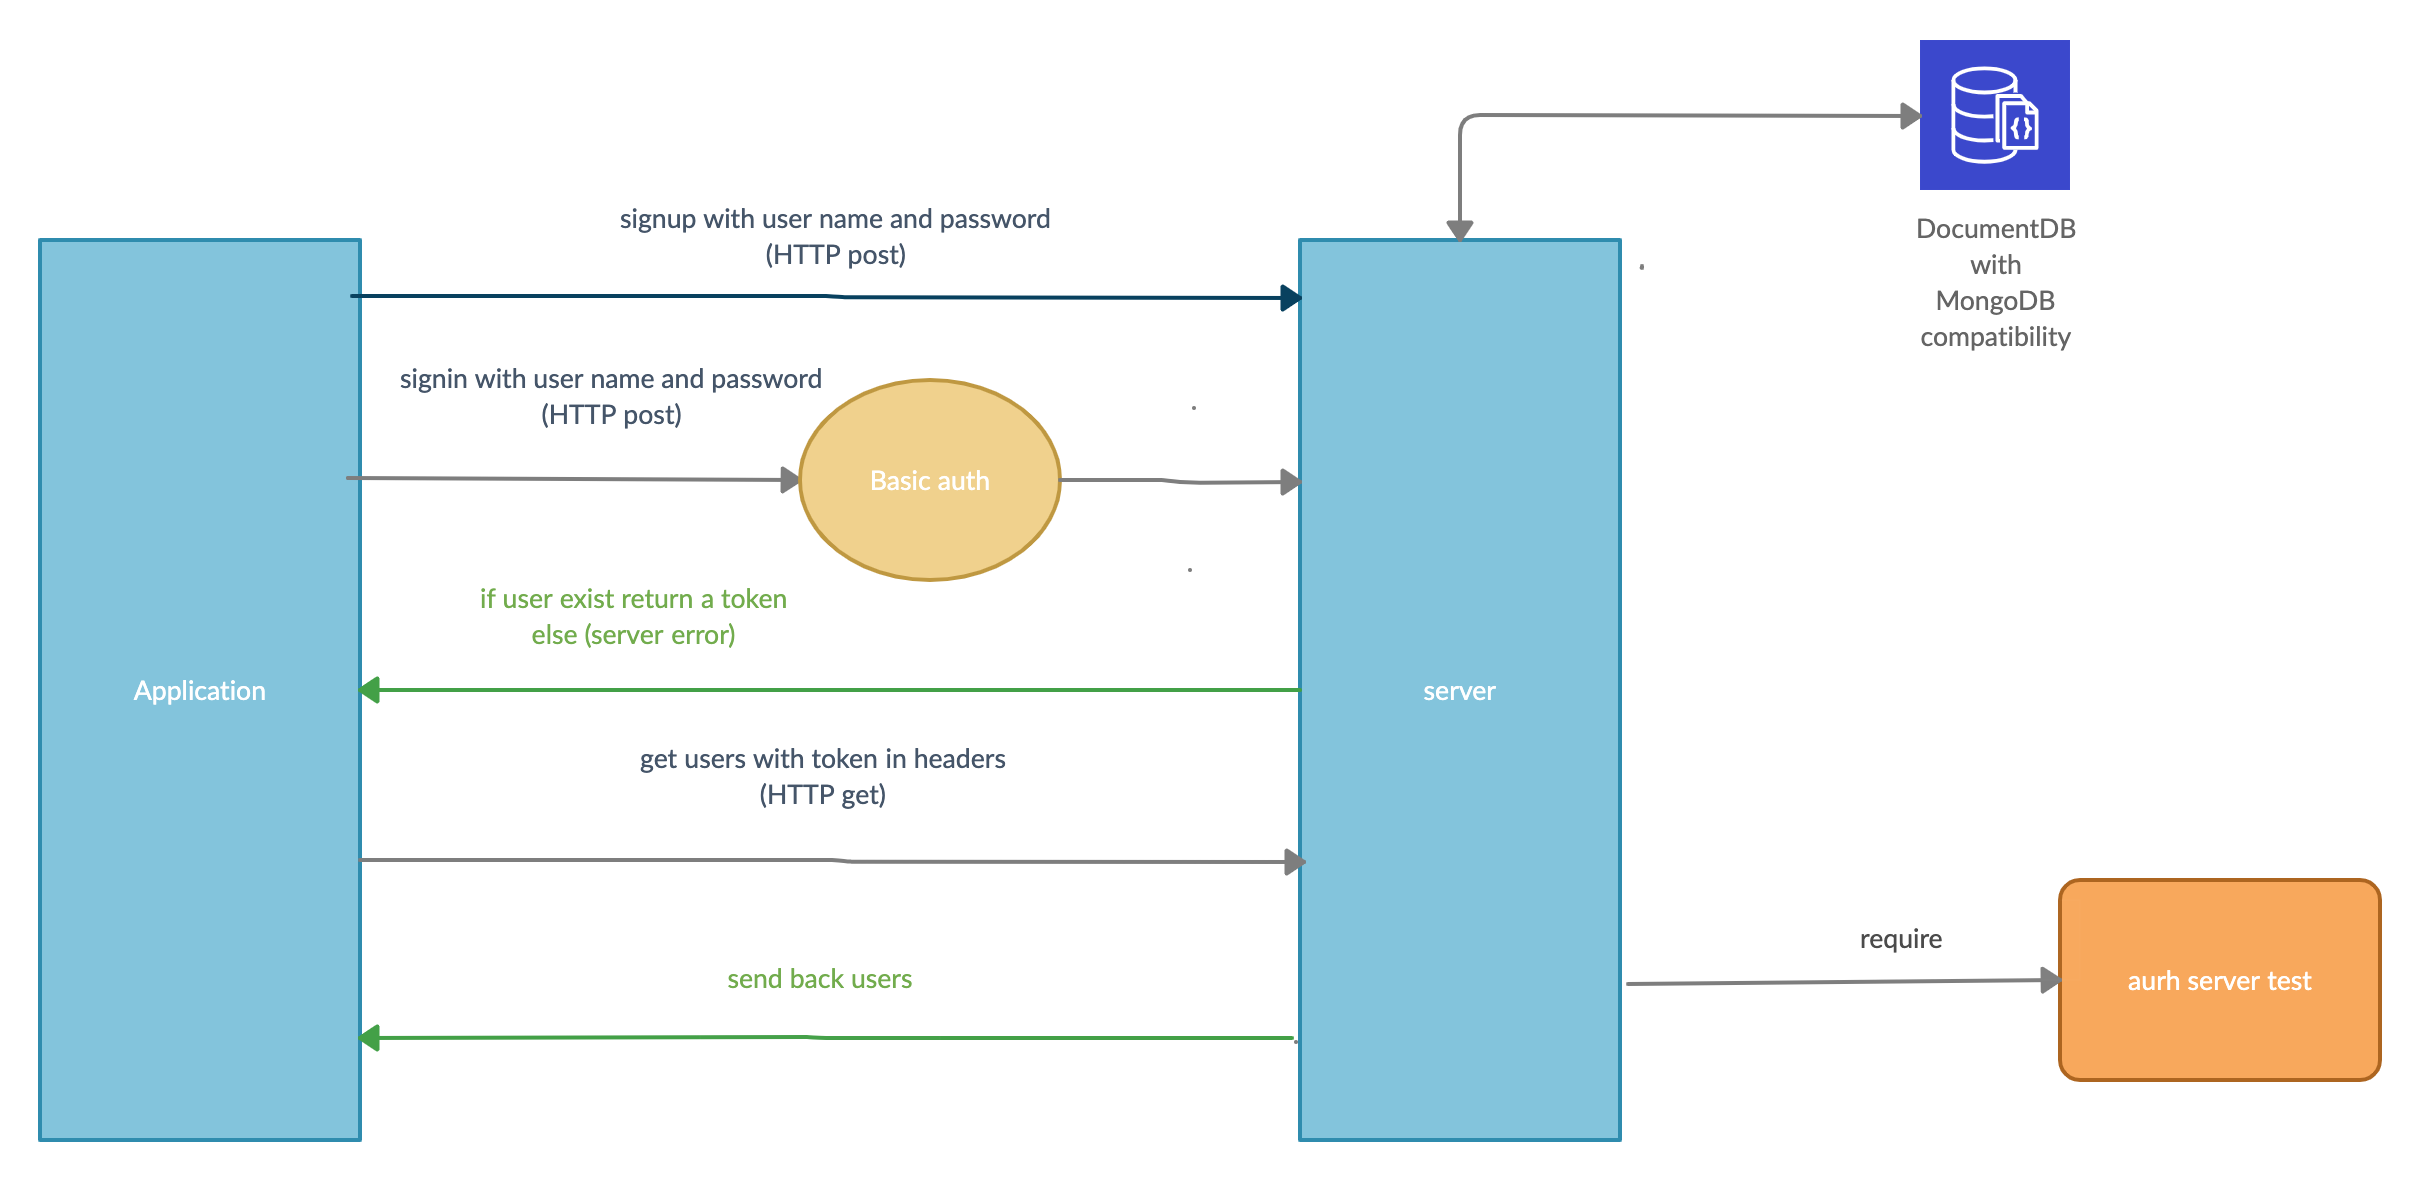 signup with user name and password
(HTTP post)
DocumentDB
with
MongoDB
compatibility
signin with user name and password
(HTTP post)
Basic auth
if user exist return a token
else (server error)
Application
server
get users with token in headers
(HTTP get)
require
send back users
aurh server test